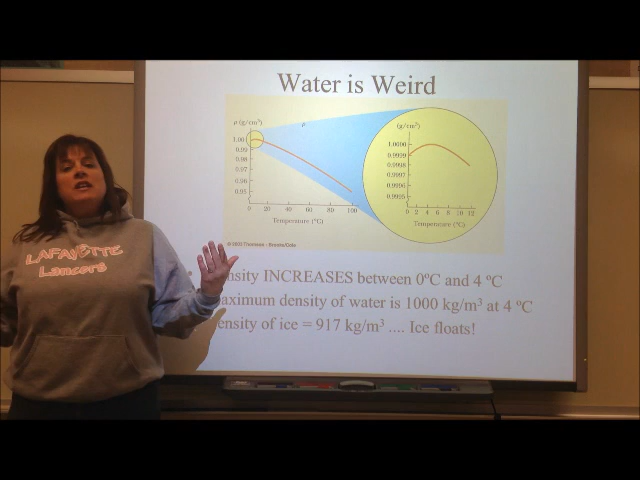 Water is Weird
ρ (g/cm³)
1.00
0.99
0.98
0.97
0.96
0.95
0 20 40 60 80 100
Temperature (°C)
ρ
(g/cm³)
1.0000
0.9999
0.9998
0.9997
0.9996
0.9995
0 2 4 6 8 10 12
Temperature (°C)
© 2003 Thomson - Brooks/Cole
LAFAYETTE
Lancers
nsity INCREASES between 0ºC and 4 ºC
aximum density of water is 1000 kg/m³ at 4 ºC
ensity of ice = 917 kg/m³ .... Ice floats!